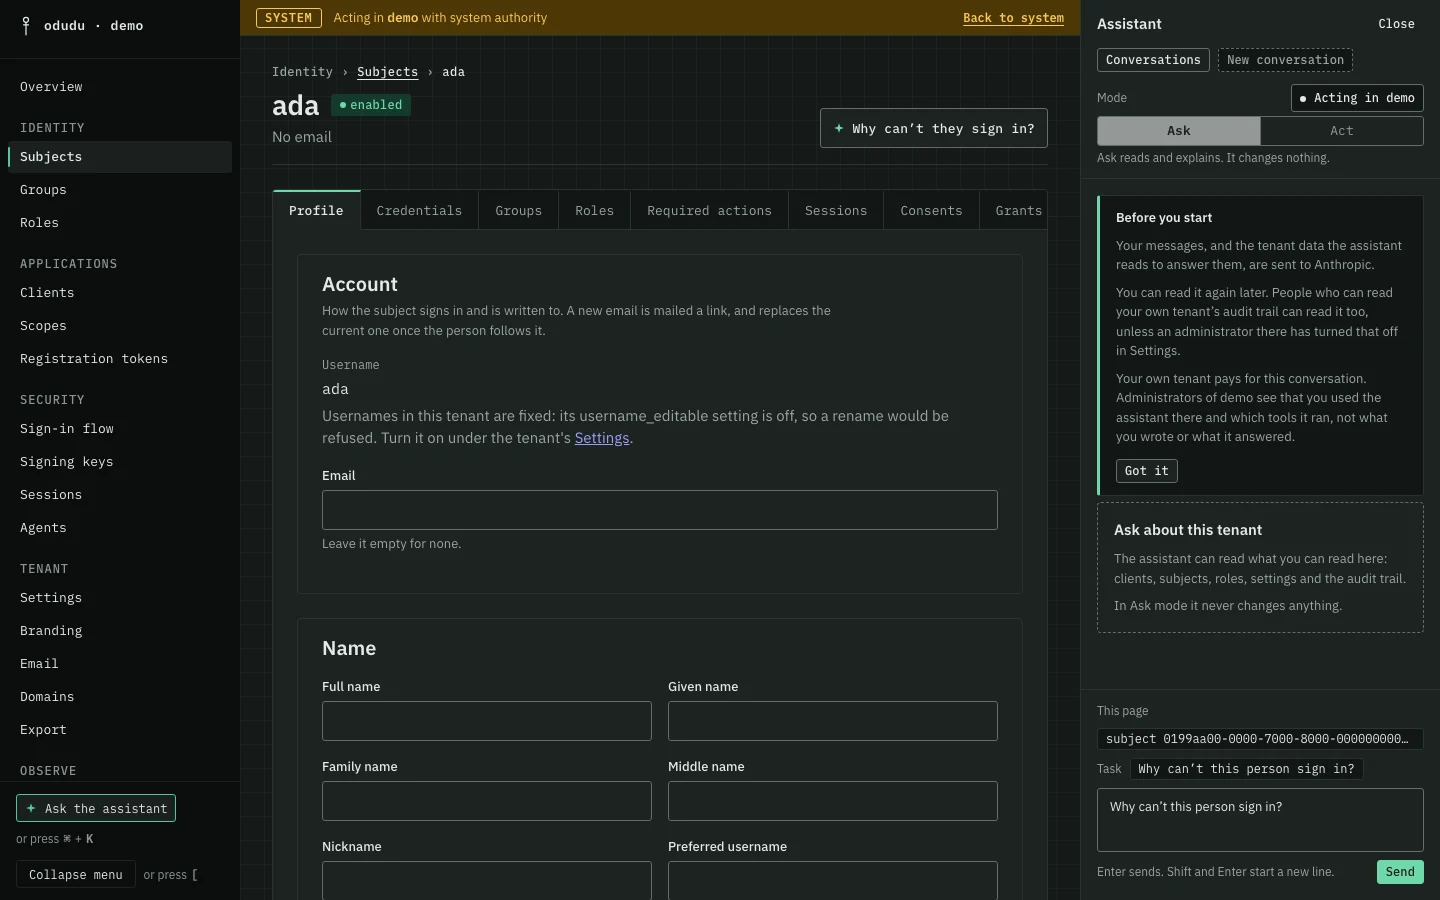 odudu · demo
Overview
IDENTITY
Subjects
Groups
Roles
APPLICATIONS
Clients
Scopes
Registration tokens
SECURITY
Sign-in flow
Signing keys
Sessions
Agents
TENANT
Settings
Branding
Email
Domains
Export
OBSERVE
Ask the assistant
or press ⌘ + K
Collapse menu or press [
SYSTEM Acting in demo with system authority Back to system
Identity › Subjects › ada
ada enabled
No email
Why can’t they sign in?
Profile Credentials Groups Roles Required actions Sessions Consents Grants
Account
How the subject signs in and is written to. A new email is mailed a link, and replaces the
current one once the person follows it.
Username
ada
Usernames in this tenant are fixed: its username_editable setting is off, so a rename would be
refused. Turn it on under the tenant's Settings.
Email
Leave it empty for none.
Name
Full name Given name
Family name Middle name
Nickname Preferred username
Assistant Close
Conversations New conversation
Mode Acting in demo
Ask Act
Ask reads and explains. It changes nothing.
Before you start
Your messages, and the tenant data the assistant
reads to answer them, are sent to Anthropic.
You can read it again later. People who can read
your own tenant’s audit trail can read it too,
unless an administrator there has turned that off
in Settings.
Your own tenant pays for this conversation.
Administrators of demo see that you used the
assistant there and which tools it ran, not what
you wrote or what it answered.
Got it
Ask about this tenant
The assistant can read what you can read here:
clients, subjects, roles, settings and the audit trail.
In Ask mode it never changes anything.
This page
subject 0199aa00-0000-7000-8000-000000000…
Task Why can’t this person sign in?
Why can’t this person sign in?
Enter sends. Shift and Enter start a new line. Send